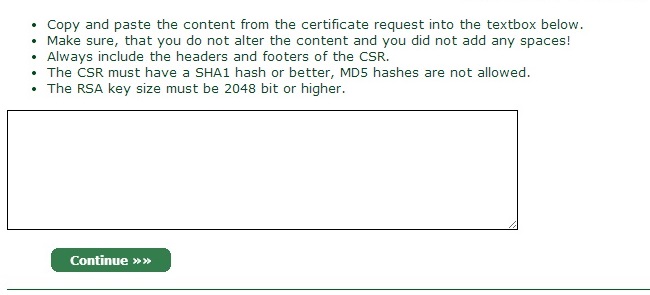 • Copy and paste the content from the certificate request into the textbox below.
• Make sure, that you do not alter the content and you did not add any spaces!
• Always include the headers and footers of the CSR.
• The CSR must have a SHA1 hash or better, MD5 hashes are not allowed.
• The RSA key size must be 2048 bit or higher.
Continue »»